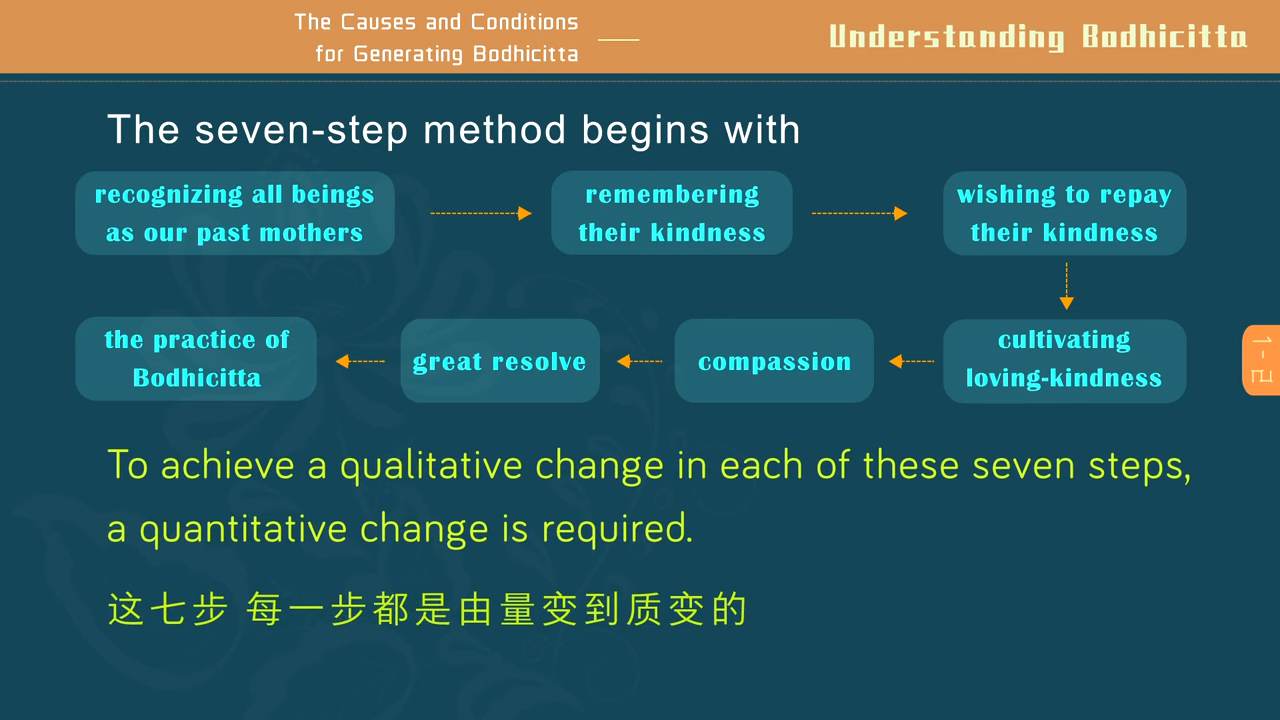 The Causes and Conditions
for Generating Bodhicitta
Understanding Bodhicitta
The seven-step method begins with
recognizing all beings
as our past mothers
remembering
their kindness
wishing to repay
their kindness
cultivating
loving-kindness
compassion
great resolve
the practice of
Bodhicitta
To achieve a qualitative change in each of these seven steps,
a quantitative change is required.
这七步 每一步都是由量变到质变的